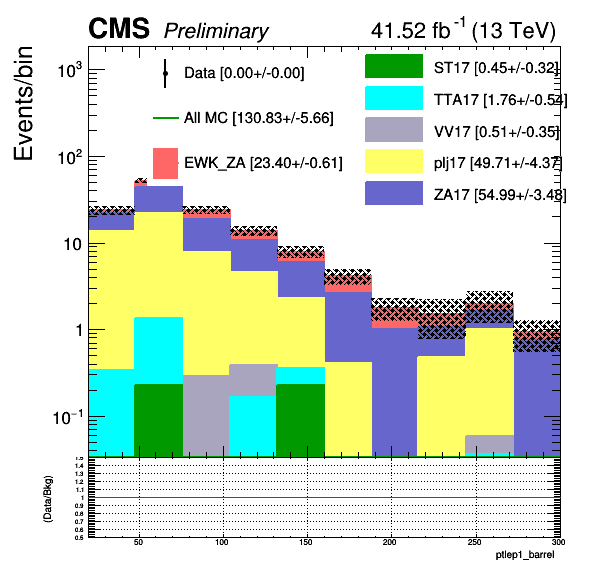 CMS Preliminary 41.52 fb⁻¹ (13 TeV)
Events/bin
10³
10²
10
1
10⁻¹
Data [0.00+/-0.00]
All MC [130.83+/-5.66]
EWK_ZA [23.40+/-0.61]
ST17 [0.45+/-0.32]
TTA17 [1.76+/-0.54]
VV17 [0.51+/-0.35]
plj17 [49.71+/-4.37]
ZA17 [54.99+/-3.48]
(Data/Bkg)
1.5
1.4
1.3
1.2
1.1
1
0.9
0.8
0.7
0.6
0.5
50 100 150 200 250 300
ptlep1_barrel